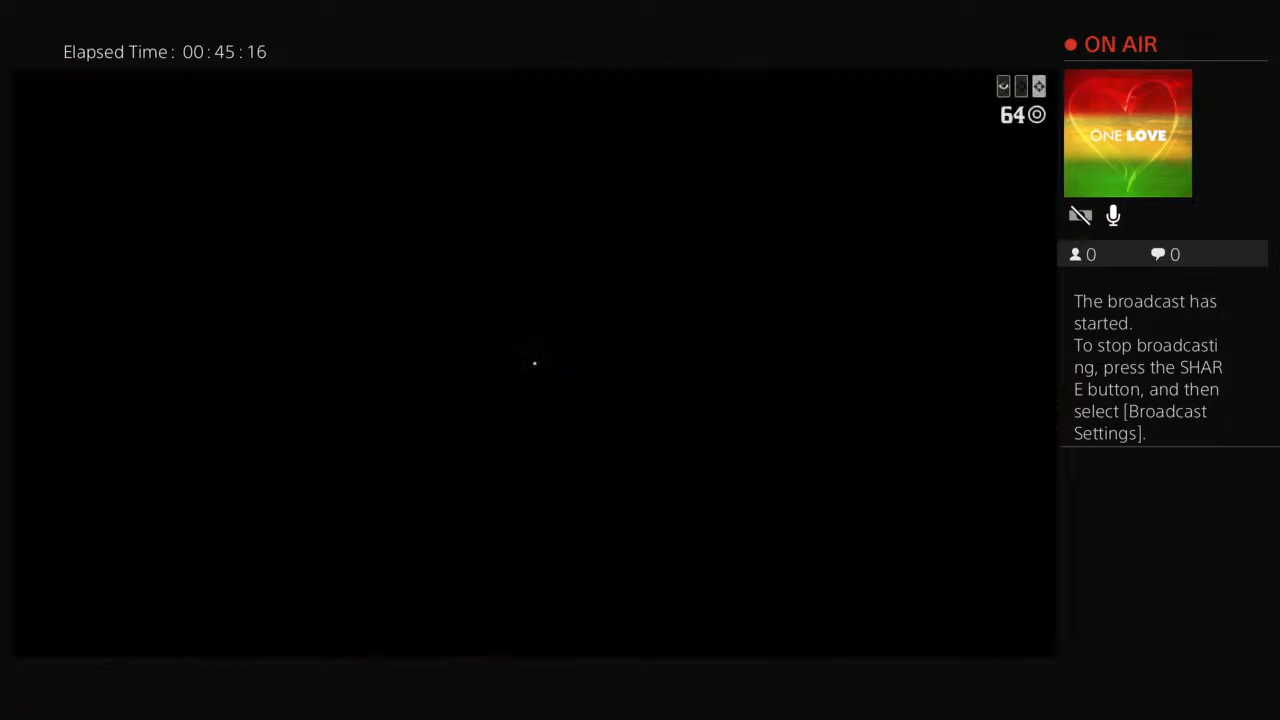 Elapsed Time: 00:45:16
ON AIR
64
ONE LOVE
0
0
The broadcast has
started.
To stop broadcasti
ng, press the SHAR
E button, and then
select [Broadcast
Settings].